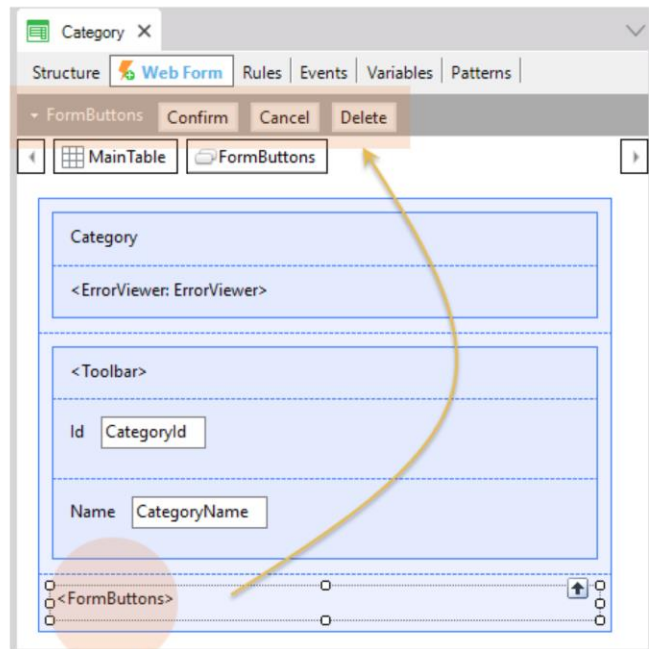 Category
Structure Web Form Rules Events Variables Patterns
FormButtons Confirm Cancel Delete
MainTable FormButtons
Category
<ErrorViewer: ErrorViewer>
<Toolbar>
Id CategoryId
Name CategoryName
<FormButtons>